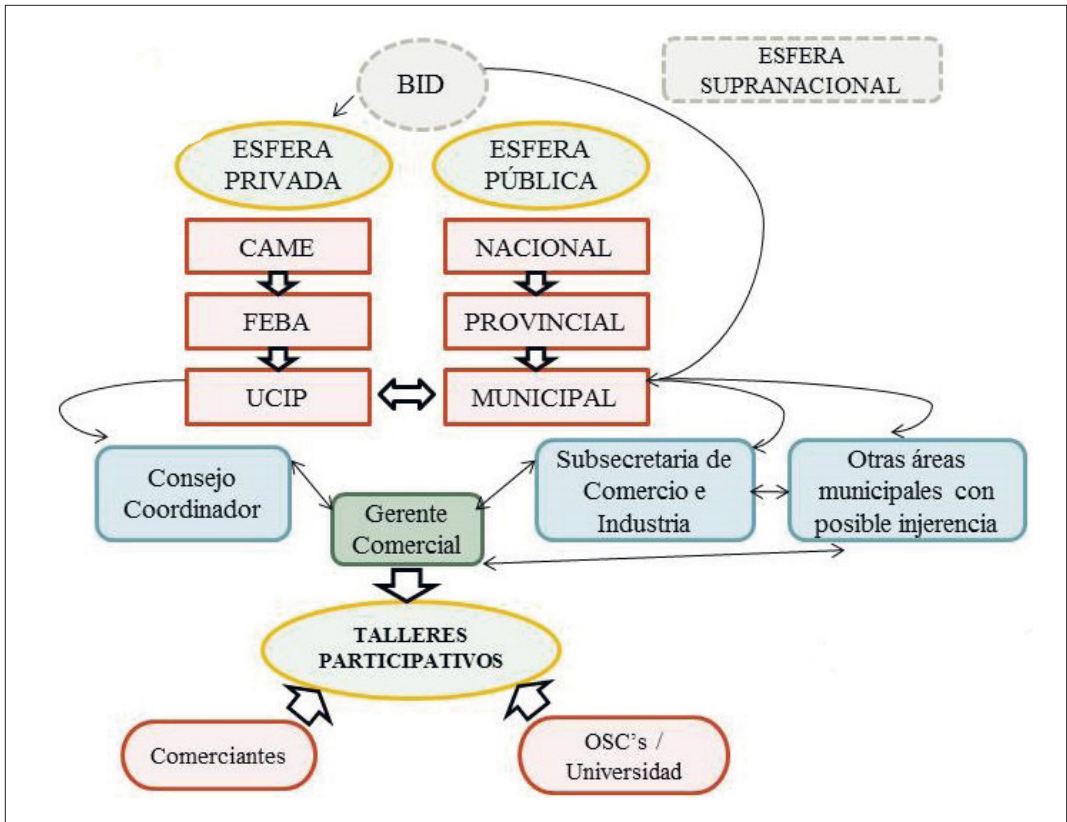 BID
ESFERA
SUPRANACIONAL
ESFERA
PRIVADA
ESFERA
PÚBLICA
CAME
NACIONAL
FEBA
PROVINCIAL
UCIP
MUNICIPAL
Consejo
Coordinador
Subsecretaria de
Comercio e
Industria
Otras áreas
municipales con
posible injerencia
Gerente
Comercial
TALLERES
PARTICIPATIVOS
Comerciantes
OSC's /
Universidad